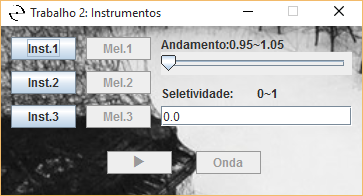 Trabalho 2: Instrumentos
Inst.1 Mel.1 Andamento:0.95~1.05
Inst.2 Mel.2
Seletividade: 0~1
Inst.3 Mel.3 0.0
Onda